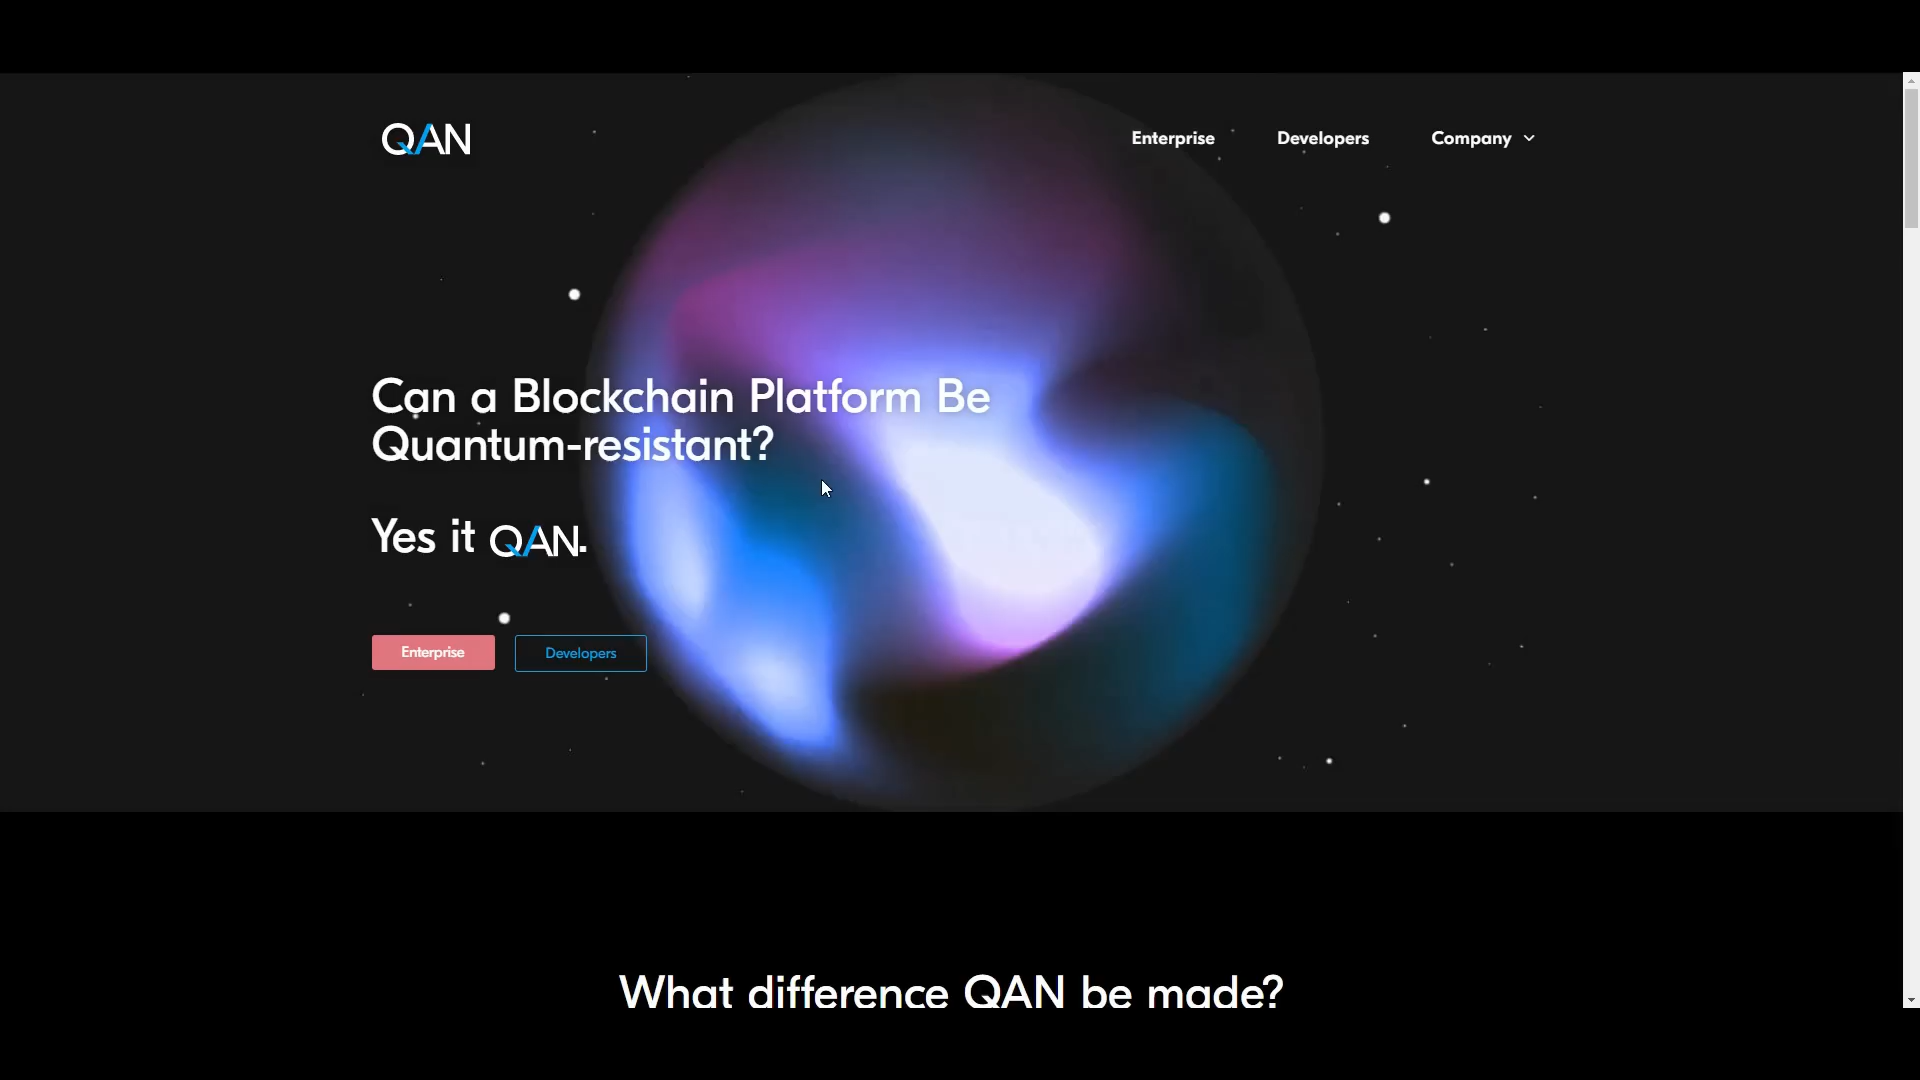 QAN
Enterprise
Developers
Company
Can a Blockchain Platform Be
Quantum-resistant?
Yes it QAN.
Enterprise
Developers
What difference QAN be made?